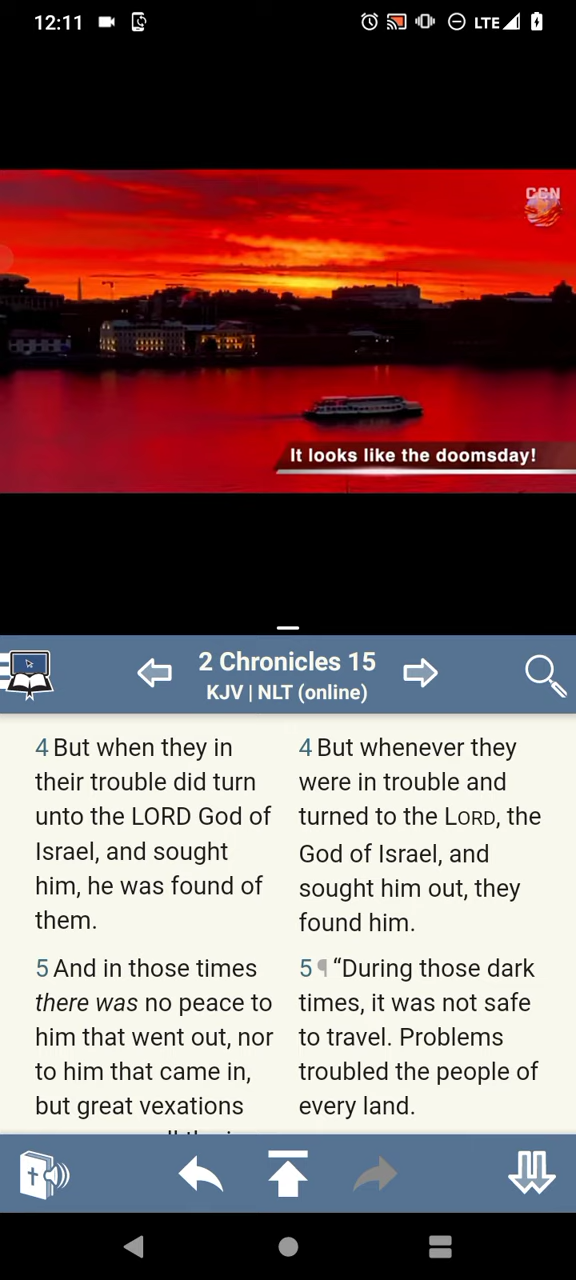 12:11
LTE
CBN
It looks like the doomsday!
2 Chronicles 15
KJV | NLT (online)
4 But when they in
their trouble did turn
unto the LORD God of
Israel, and sought
him, he was found of
them.
5 And in those times
there was no peace to
him that went out, nor
to him that came in,
but great vexations
4 But whenever they
were in trouble and
turned to the LORD, the
God of Israel, and
sought him out, they
found him.
5 ¶ “During those dark
times, it was not safe
to travel. Problems
troubled the people of
every land.